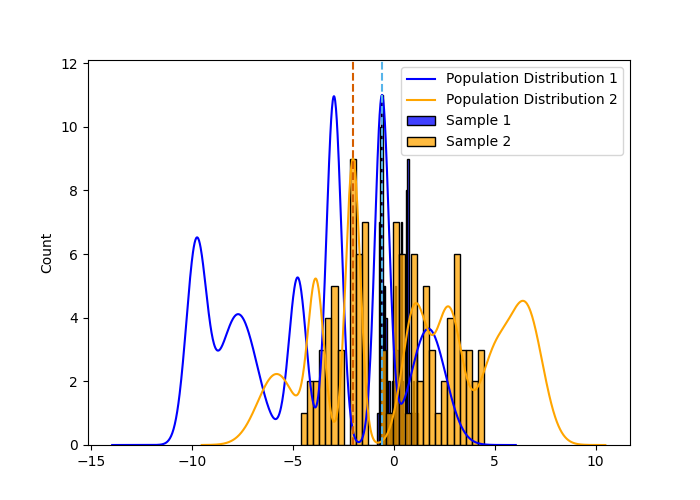 Population Distribution 1
Population Distribution 2
Sample 1
Sample 2
Count
12
10
8
6
4
2
0
−15
−10
−5
0
5
10